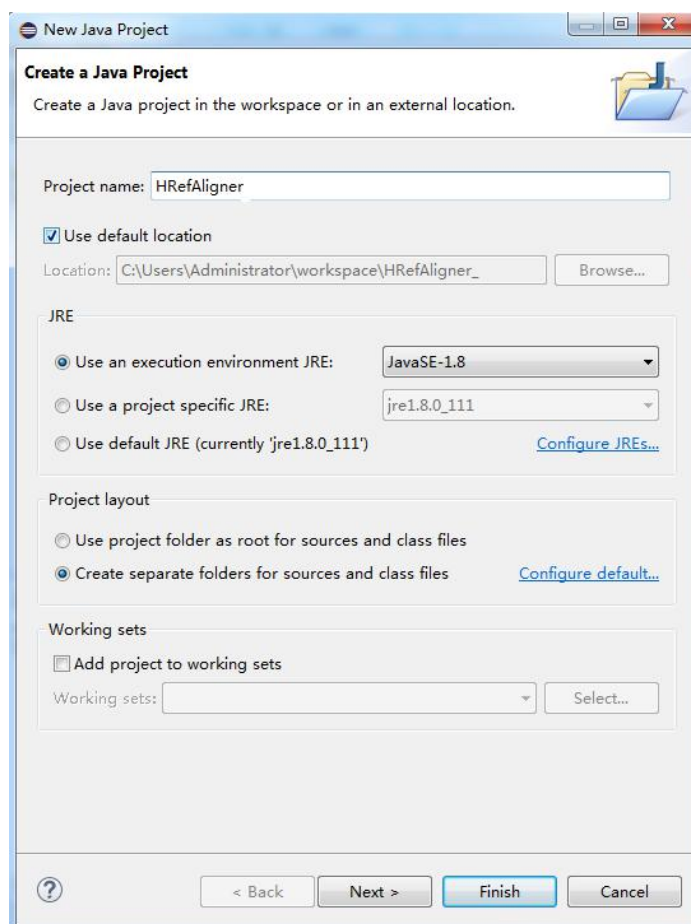 New Java Project
Create a Java Project
Create a Java project in the workspace or in an external location.
Project name: HRefAligner
Use default location
Location: C:\Users\Administrator\workspace\HRefAligner_ Browse...
JRE
Use an execution environment JRE: JavaSE-1.8
Use a project specific JRE: jre1.8.0_111
Use default JRE (currently 'jre1.8.0_111') Configure JREs...
Project layout
Use project folder as root for sources and class files
Create separate folders for sources and class files Configure default...
Working sets
Add project to working sets
Working sets: Select...
? < Back Next > Finish Cancel